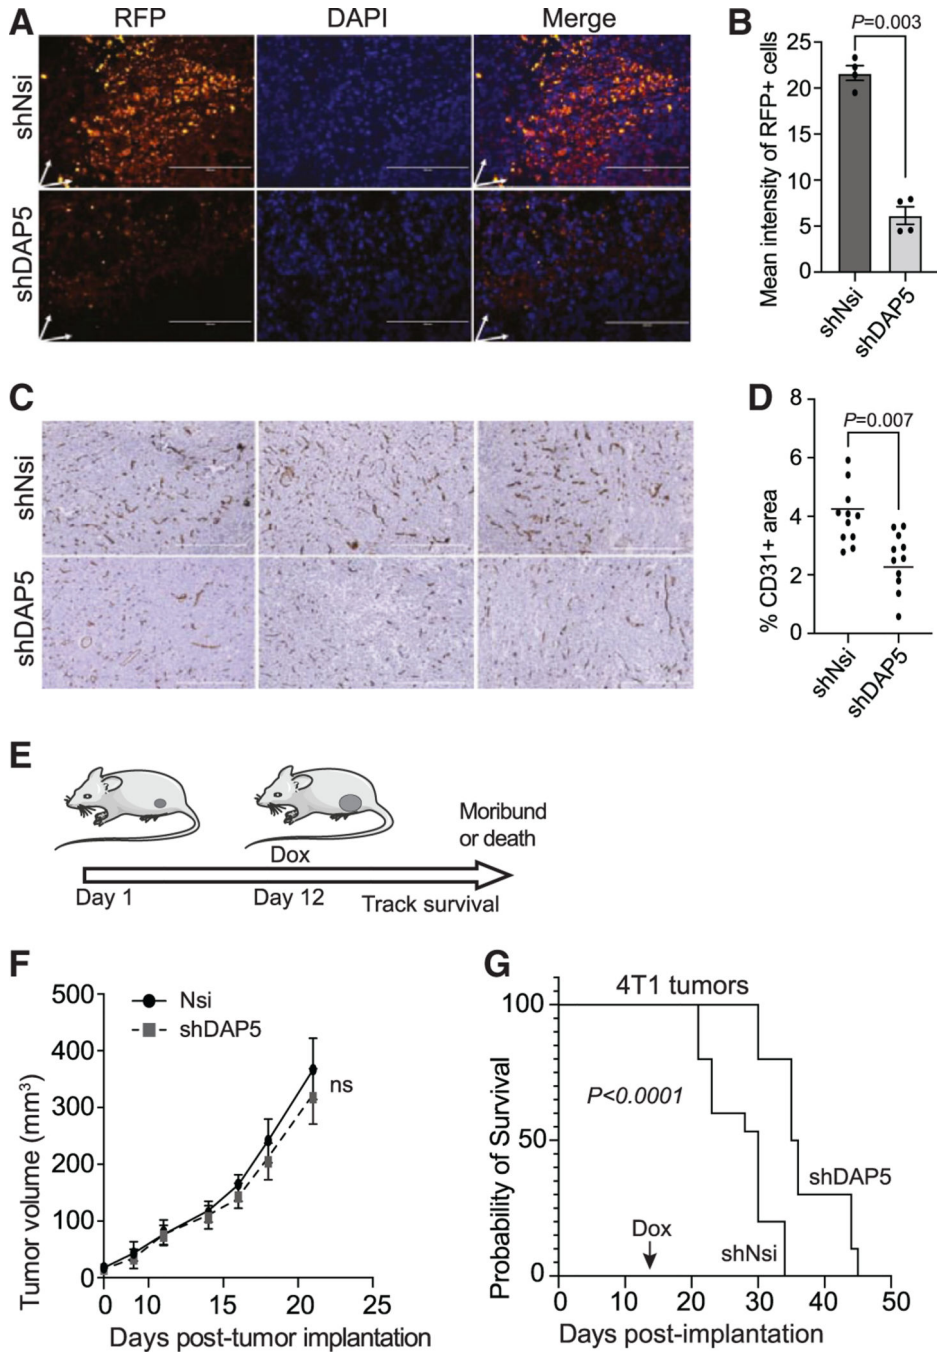 A
RFP
DAPI
Merge
shNsi
shDAP5
B
P=0.003
Mean intensity of RFP+ cells
25
20
25
10
5
0
shNsi
shDAP5
C
shNsi
shDAP5
D
P=0.007
% CD31+ area
8
6
4
2
0
shNsi
shDAP5
E
Moribund
or death
Dox
Day 1
Day 12
Track survival
F
Nsi
shDAP5
ns
Tumor volume (mm³)
500
400
300
200
100
0
0 10 15 20 25
Days post-tumor implantation
G
4T1 tumors
P<0.0001
Probability of Survival
100
50
0
shDAP5
Dox
shNsi
0 10 20 30 40 50
Days post-implantation